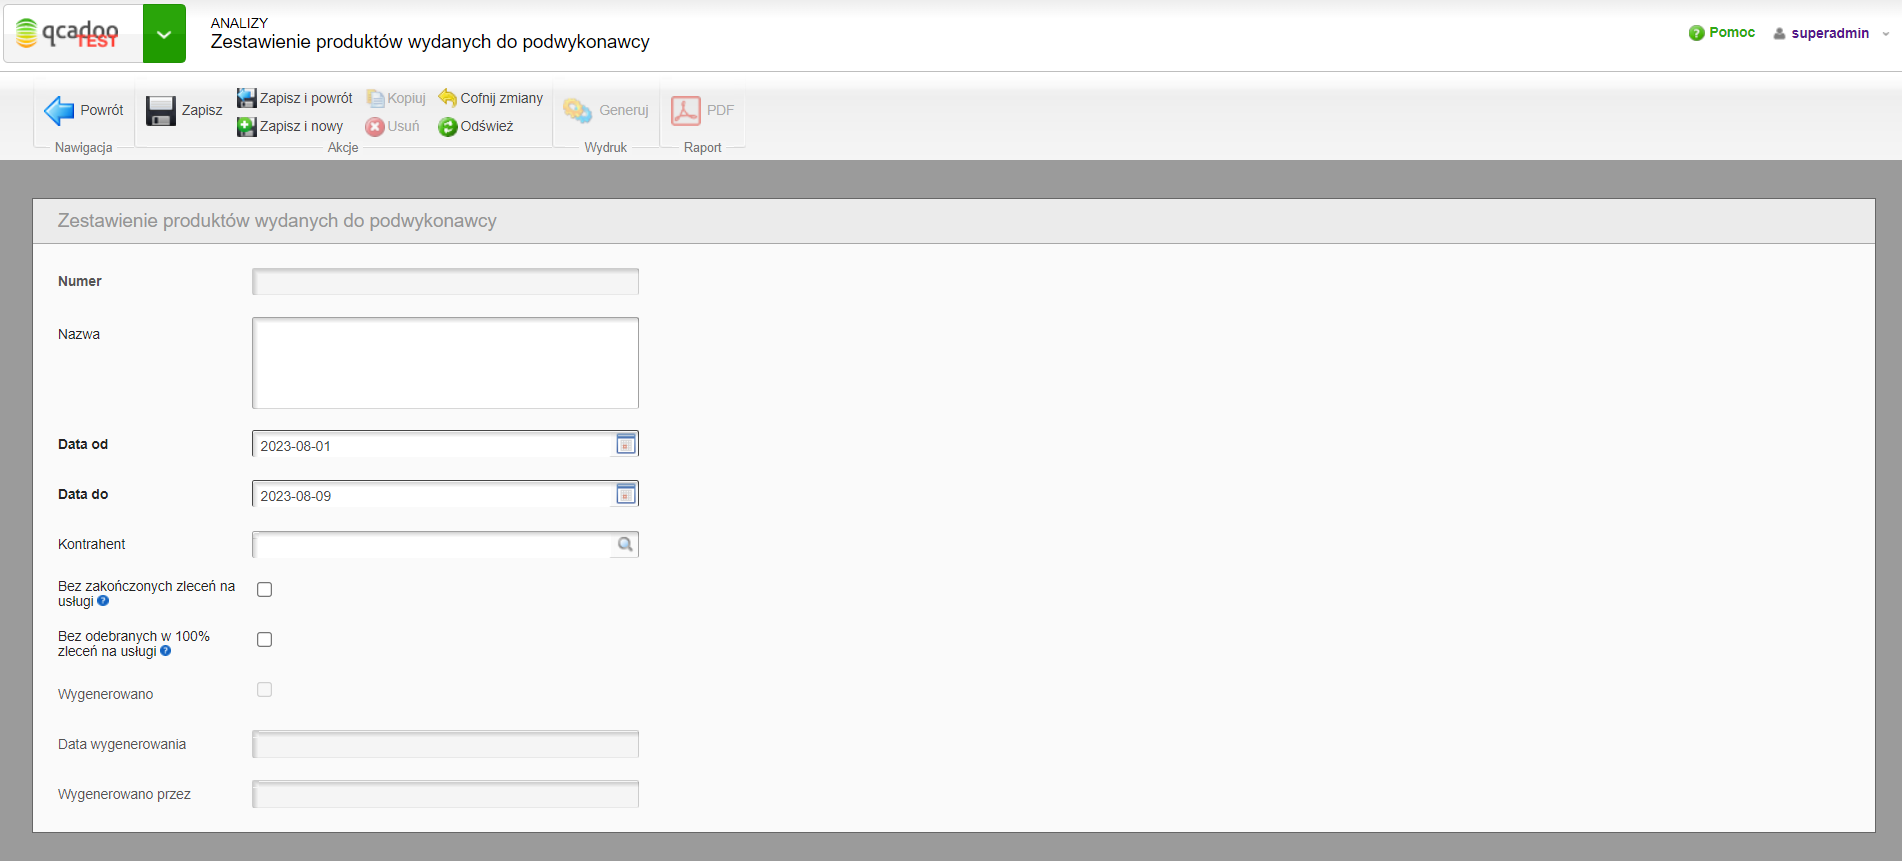 qcadoo
TEST
ANALIZY
Zestawienie produktów wydanych do podwykonawcy
Pomoc
superadmin
Powrót
Nawigacja
Zapisz
Zapisz i powrót
Kopiuj
Cofnij zmiany
Zapisz i nowy
Usuń
Odśwież
Akcje
Generuj
Wydruk
PDF
Raport
Zestawienie produktów wydanych do podwykonawcy
Numer
Nazwa
Data od
2023-08-01
Data do
2023-08-09
Kontrahent
Bez zakończonych zleceń na
usługi
Bez odebranych w 100%
zleceń na usługi
Wygenerowano
Data wygenerowania
Wygenerowano przez